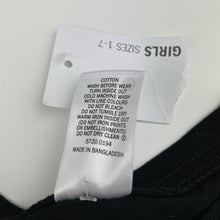 GIRLS SIZES 1-7
COTTON
WASH BEFORE WEAR
TURN INSIDE OUT
COLD MACHINE WASH
WITH LIKE COLOURS
DO NOT BLEACH
DO NOT TUMBLE DRY
WARM IRON INSIDE OUT
(DO NOT IRON PRINTS
OR EMBELLISHMENTS)
DO NOT DRY CLEAN
5720 0194
MADE IN BANGLADESH